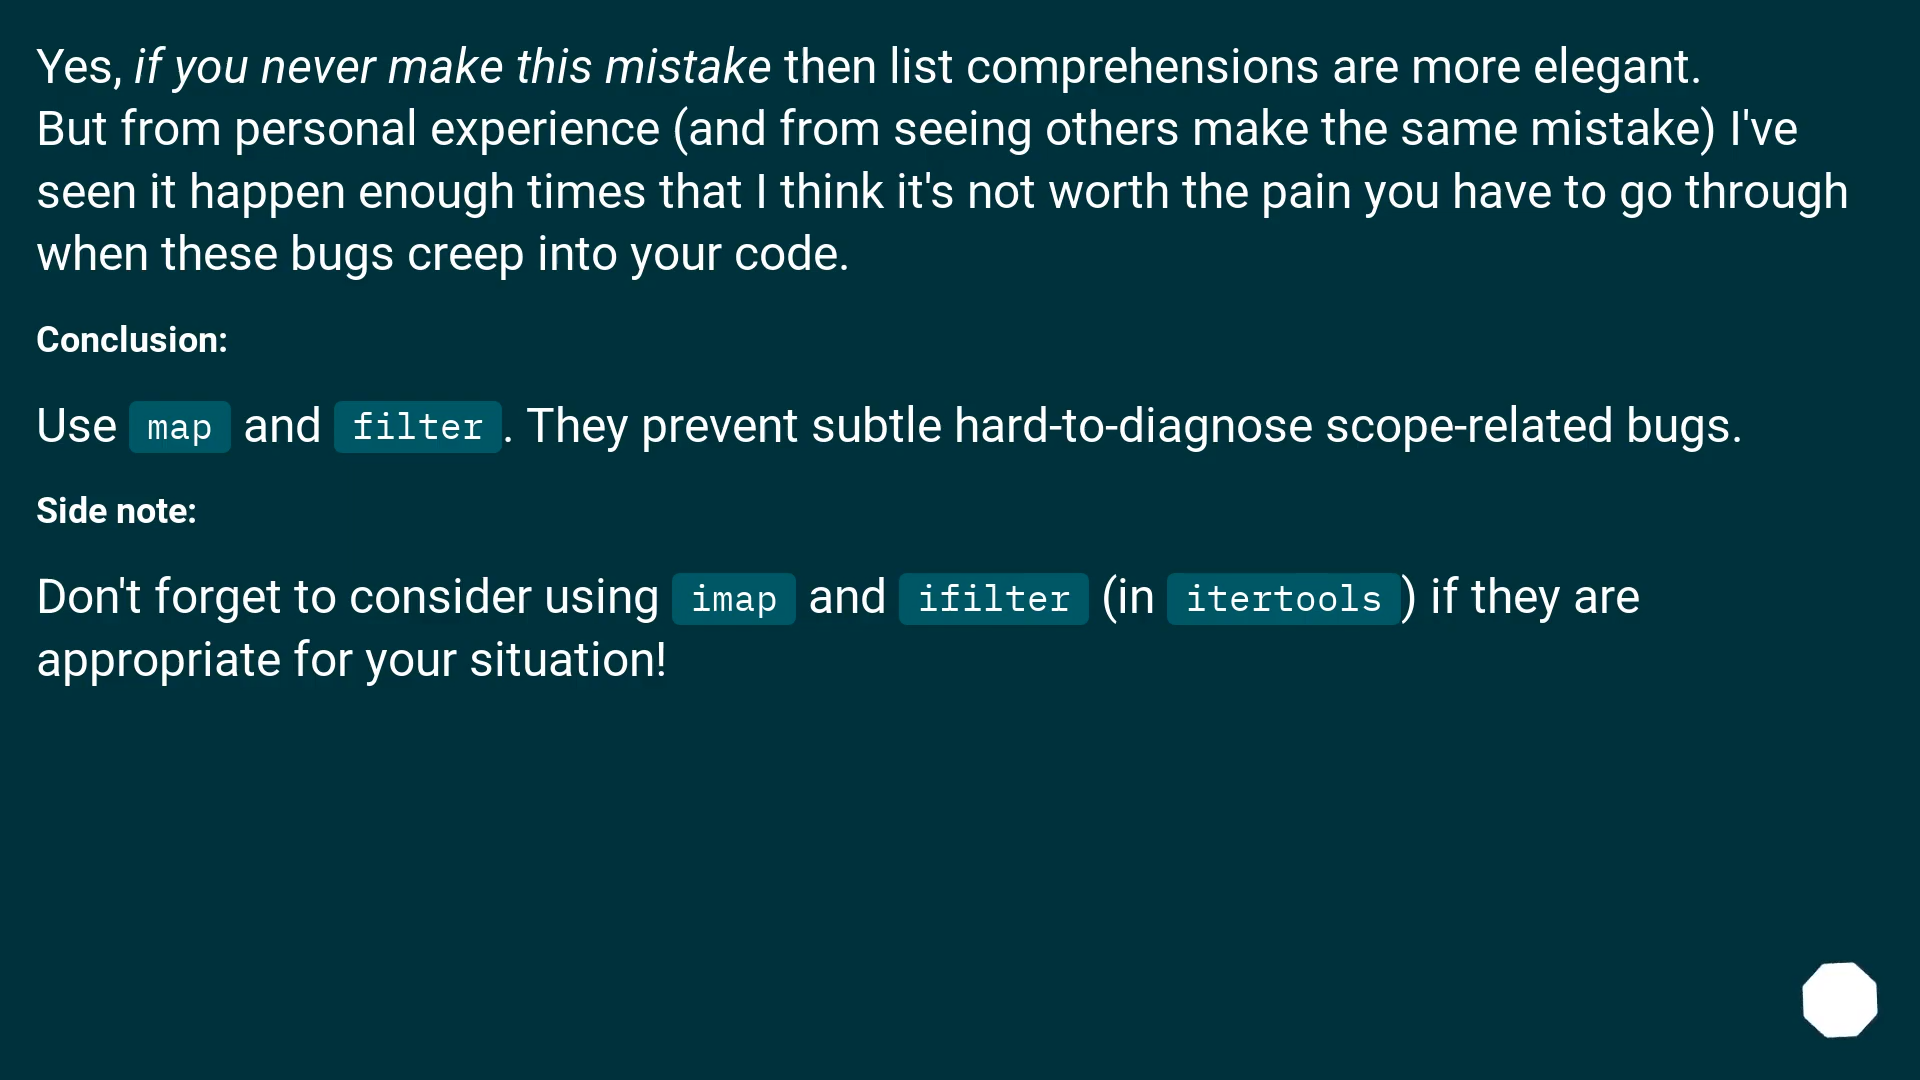 Yes, if you never make this mistake then list comprehensions are more elegant.
But from personal experience (and from seeing others make the same mistake) I've
seen it happen enough times that I think it's not worth the pain you have to go through
when these bugs creep into your code.
Conclusion:
Use map and filter. They prevent subtle hard-to-diagnose scope-related bugs.
Side note:
Don't forget to consider using imap and ifilter (in itertools) if they are
appropriate for your situation!